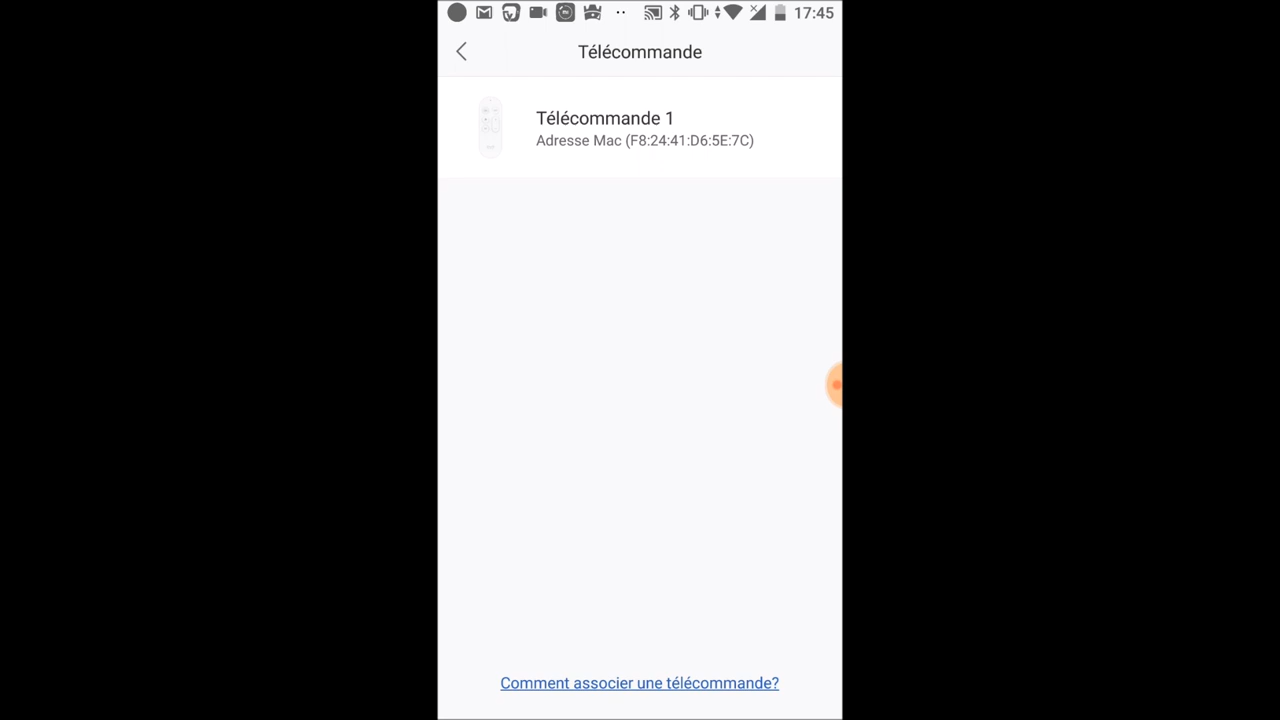 17:45
Télécommande
Télécommande 1
Adresse Mac (F8:24:41:D6:5E:7C)
Comment associer une télécommande?